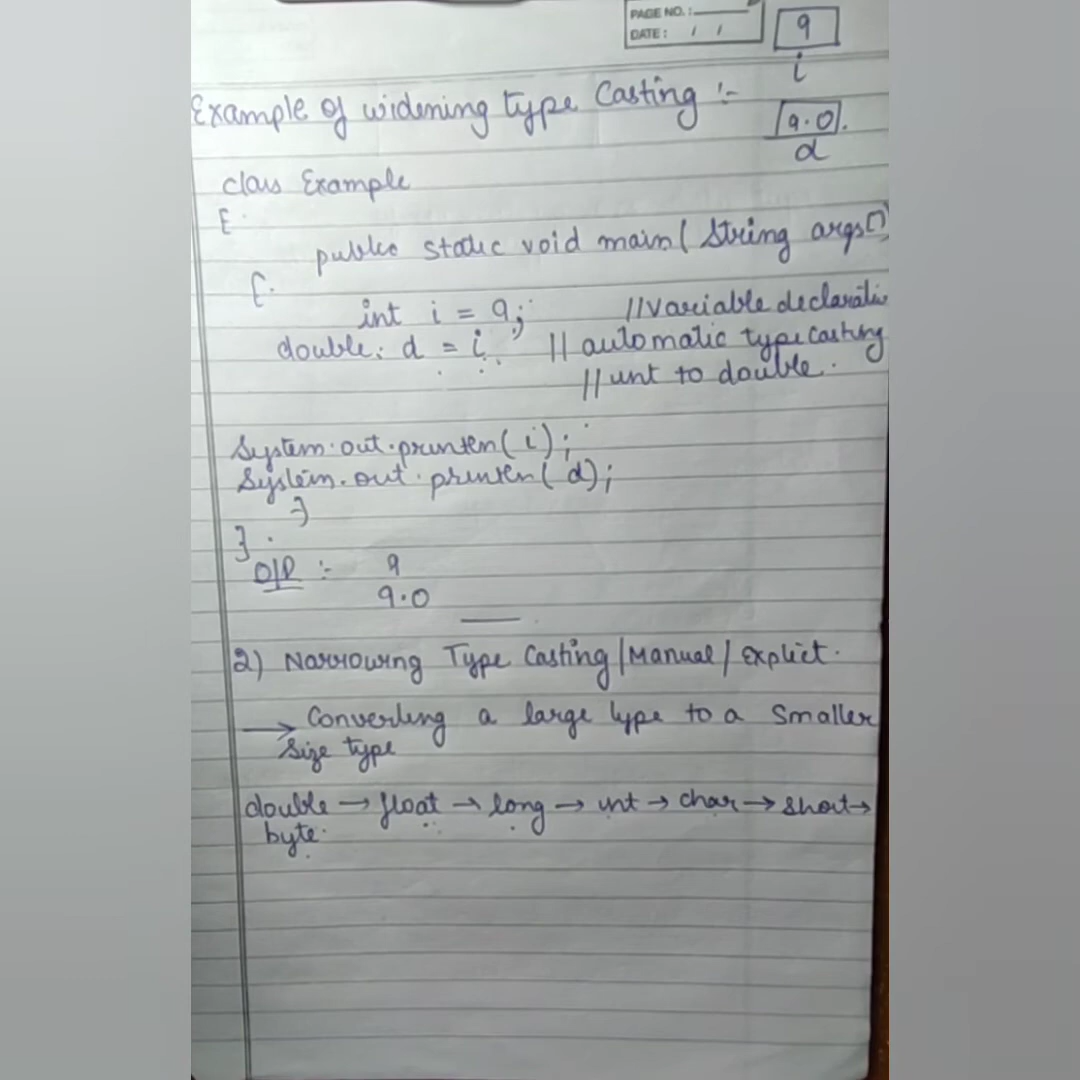 PAGE NO. :
DATE : / /
9
i
Example of widening type Casting :-
9.0
d
class Example
{
public static void main( String args[]
{
int i = 9; //variable declaratio
double d = i; // automatic type casting
// int to double.
System.out.println( i );
System.out.println( d );
}
}
O/P :- 9
9.0
2) Narrowing Type Casting / Manual / Explict.
→ Converting a large type to a smaller
size type
double → float → long → int → char → short →
byte.